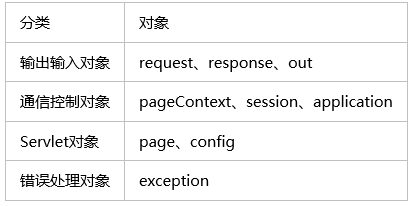 分类 对象
输出输入对象 request、response、out
通信控制对象 pageContext、session、application
Servlet对象 page、config
错误处理对象 exception